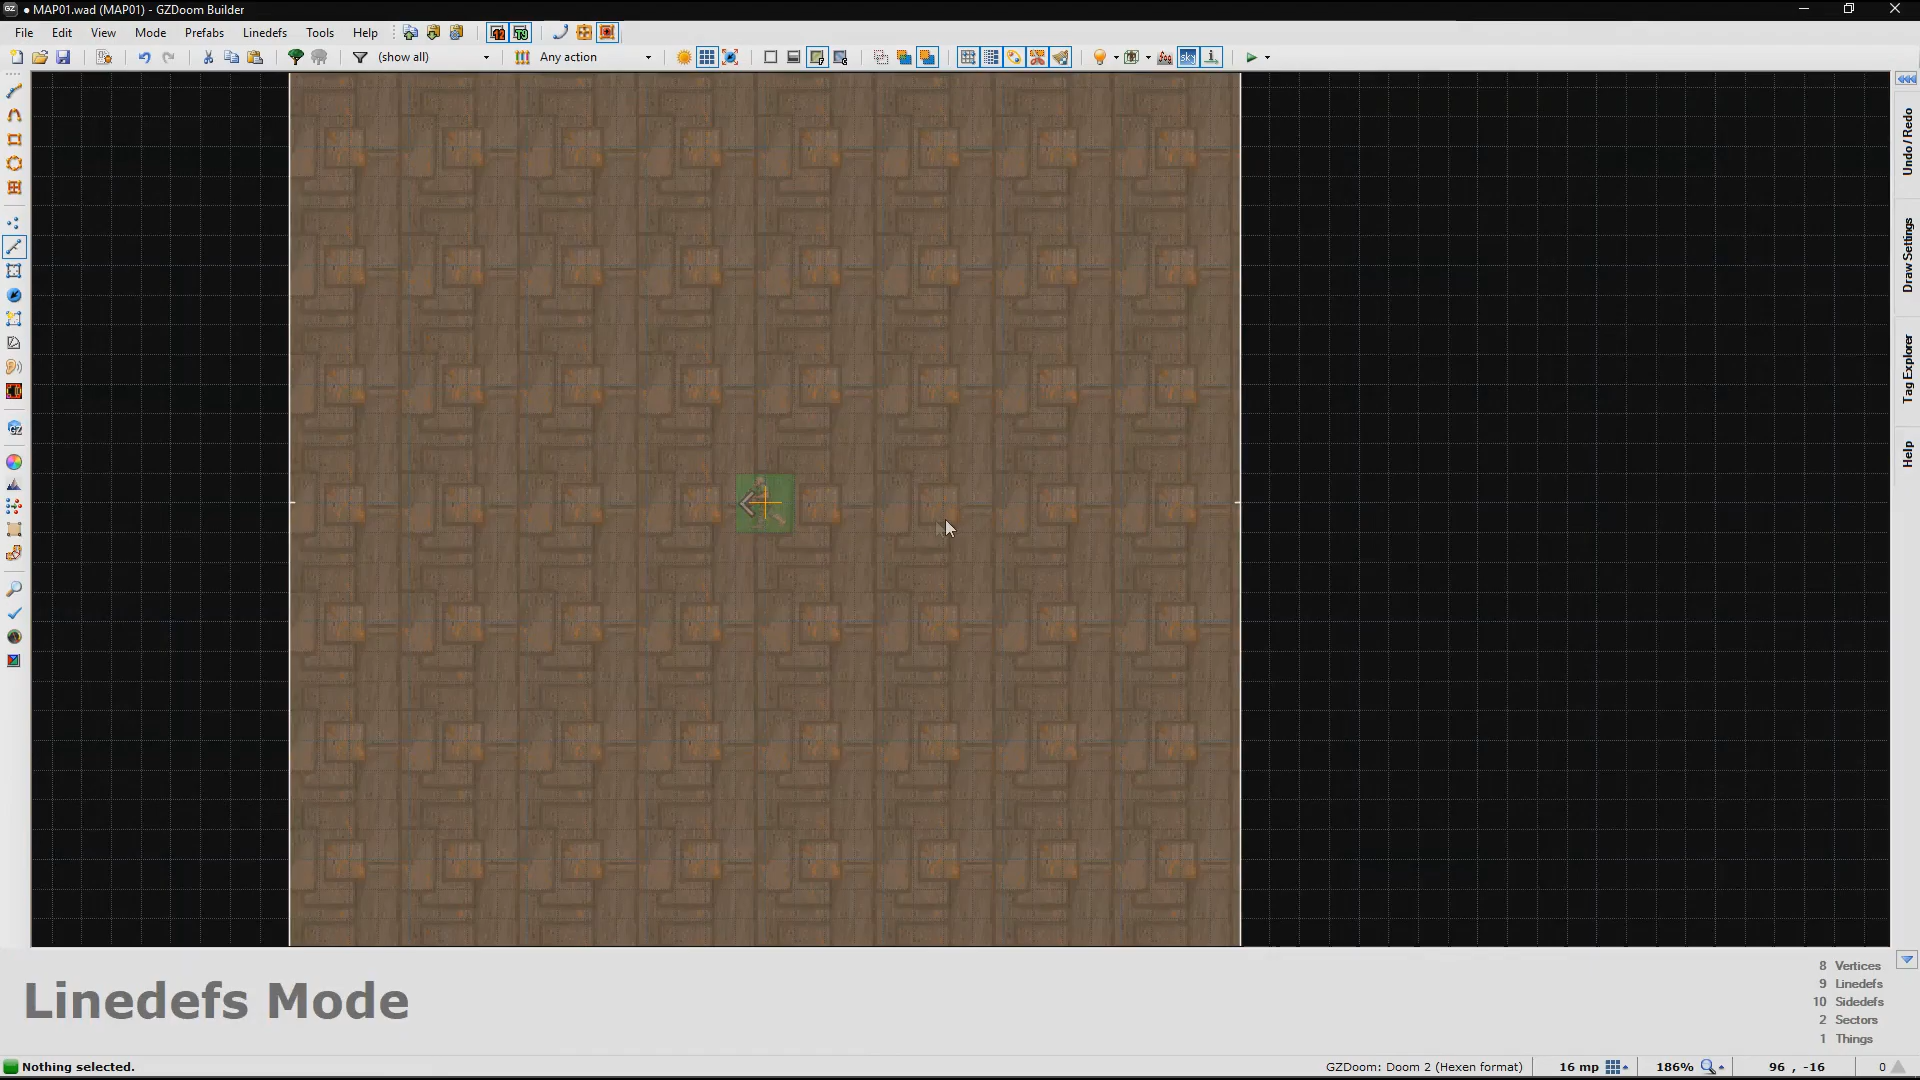 MAP01.wad (MAP01) - GZDoom Builder
File Edit View Mode Prefabs Linedefs Tools Help
(show all) Any action
Undo / Redo
Draw Settings
Tag Explorer
Help
Linedefs Mode
8 Vertices
9 Linedefs
10 Sidedefs
2 Sectors
1 Things
Nothing selected. GZDoom: Doom 2 (Hexen format) 16 mp 186% 96 , -16 0